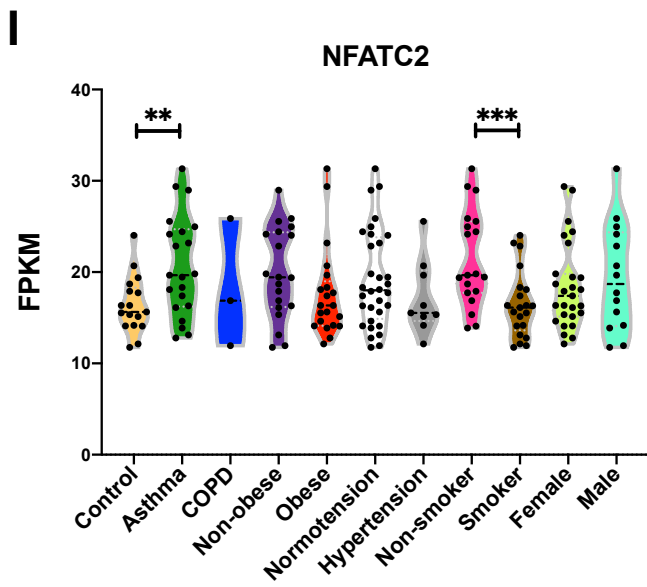 I
NFATC2
** ***
40
30
20
10
0
FPKM
Control
Asthma
COPD
Non-obese
Obese
Normotension
Hypertension
Non-smoker
Smoker
Female
Male